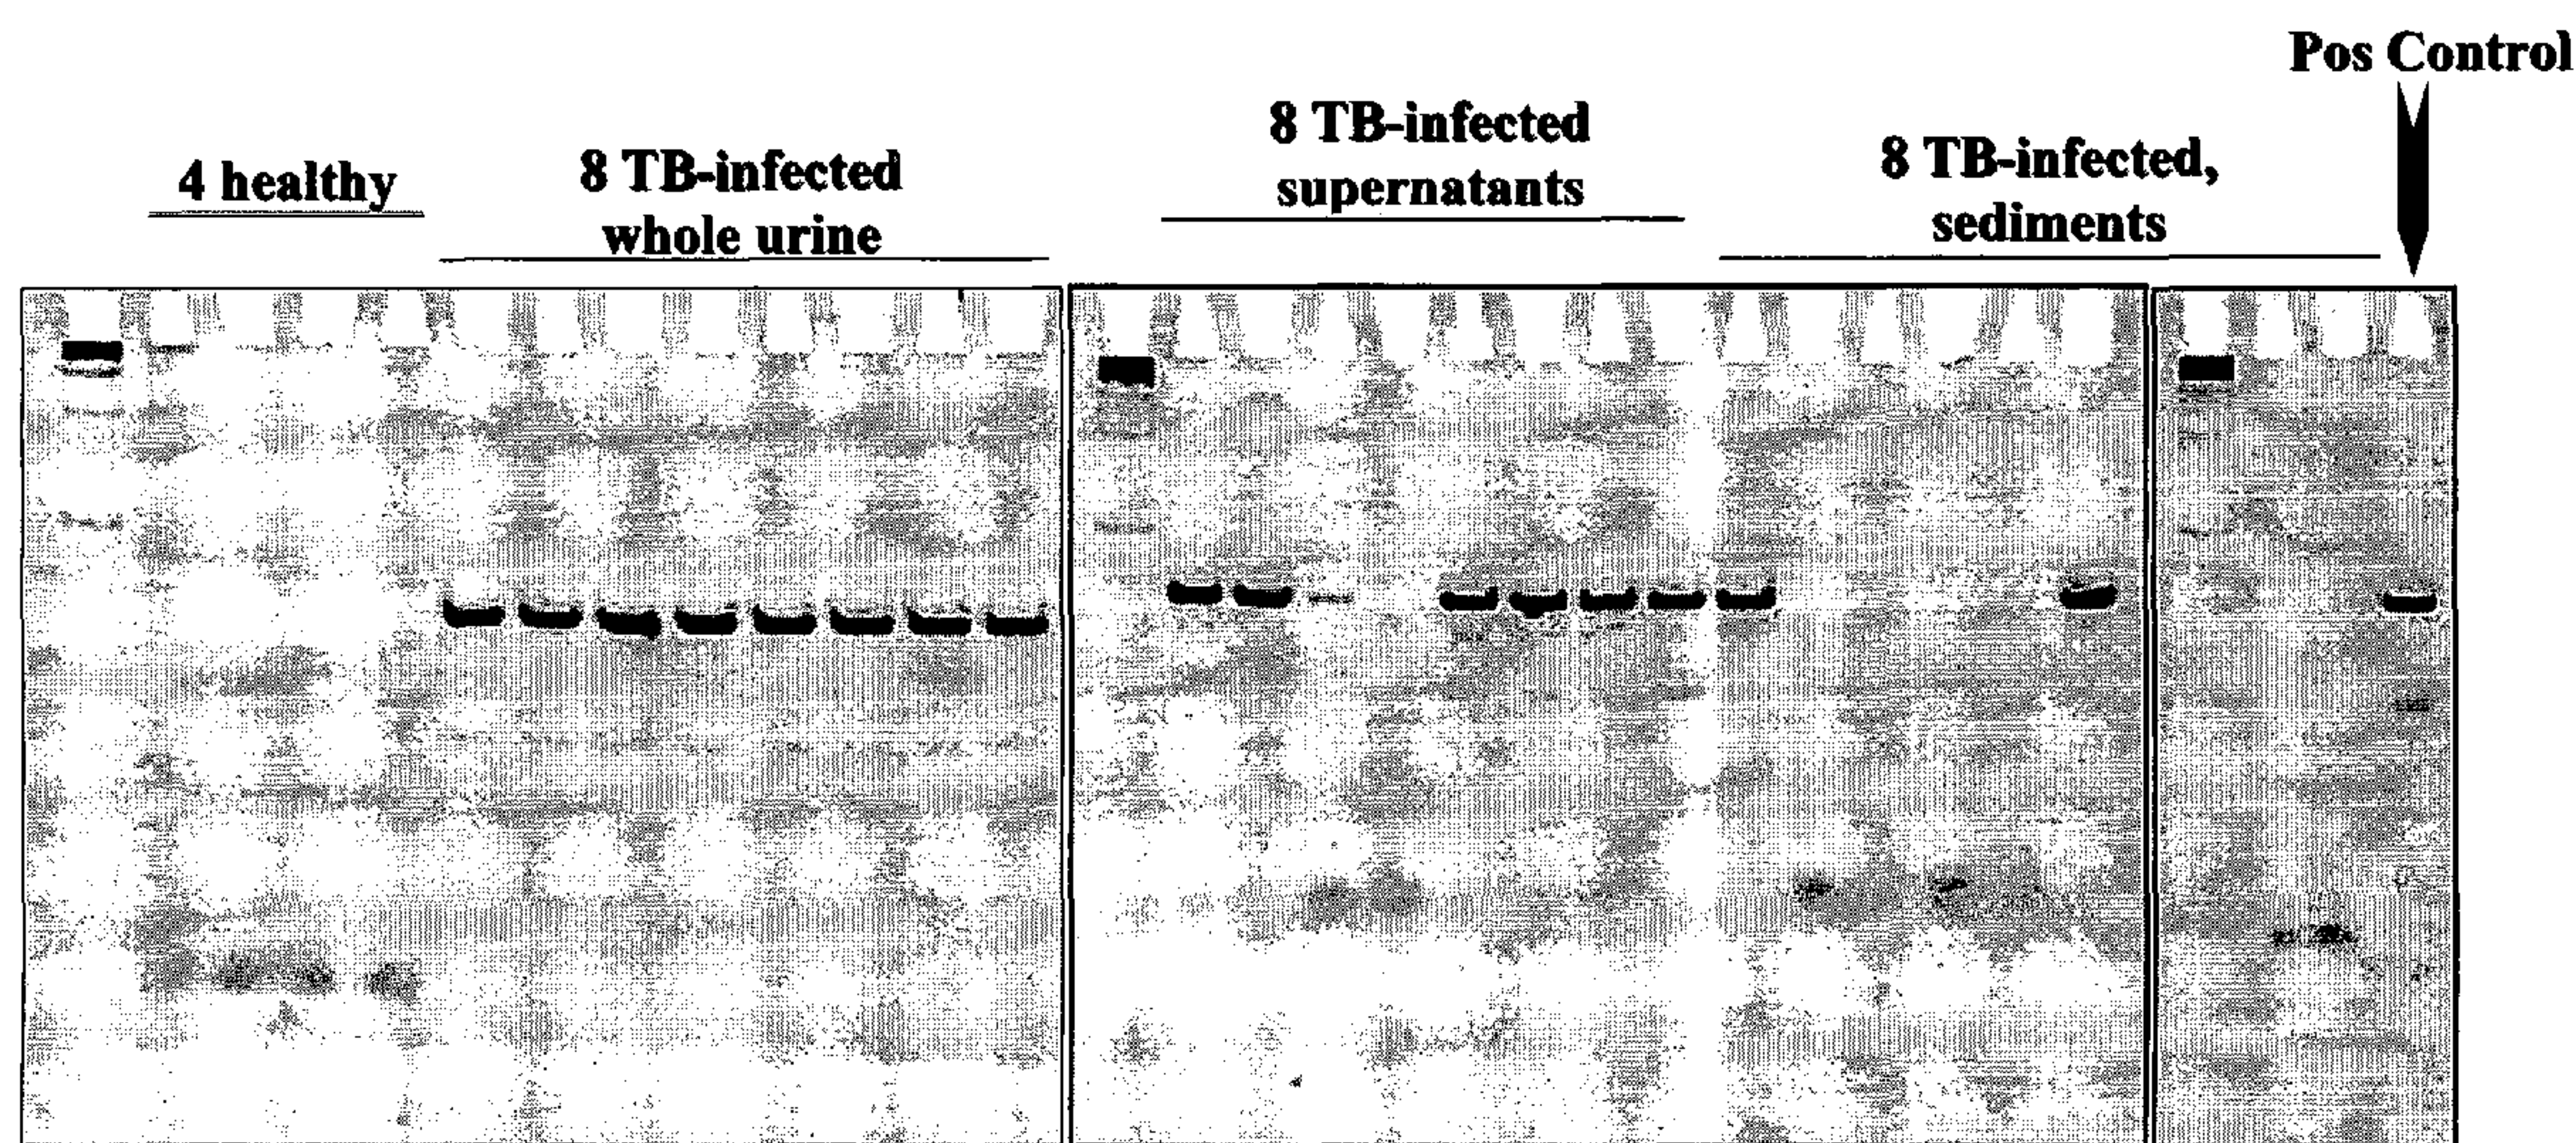 4 healthy
8 TB-infected
whole urine
8 TB-infected
supernatants
8 TB-infected,
sediments
Pos Control